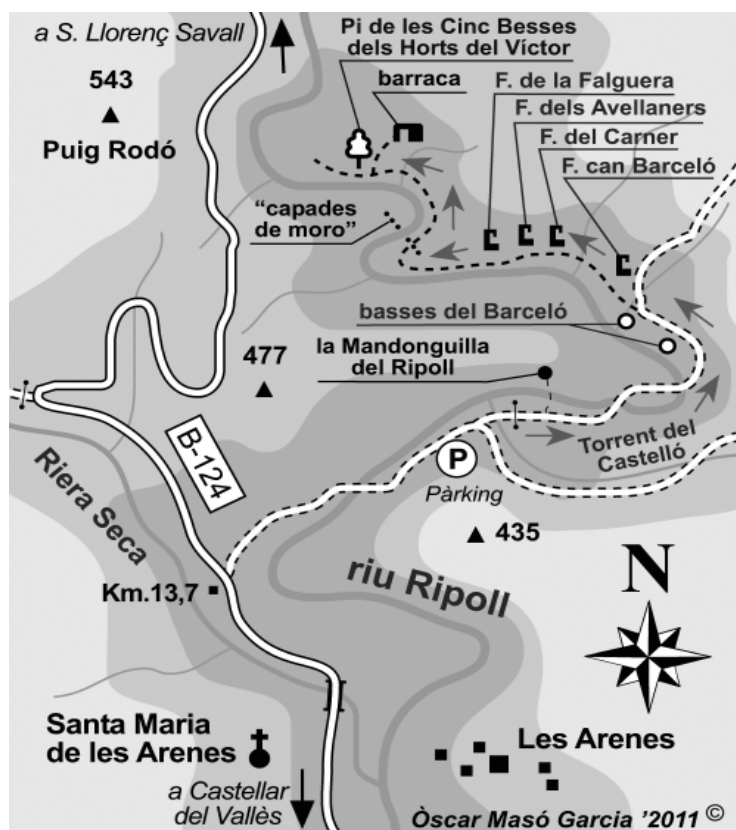 a S. Llorenç Savall
Pi de les Cinc Besses
dels Horts del Víctor
barraca
F. de la Falguera
F. dels Avellaners
F. del Carner
F. can Barceló
543
Puig Rodó
“capades
de moro”
basses del Barceló
477
la Mandonguilla
del Ripoll
B-124
Torrent del
Castelló
P
Pàrking
Riera Seca
435
riu Ripoll
N
Km.13,7
Santa Maria
de les Arenes
Les Arenes
a Castellar
del Vallès
Òscar Masó Garcia '2011 ©